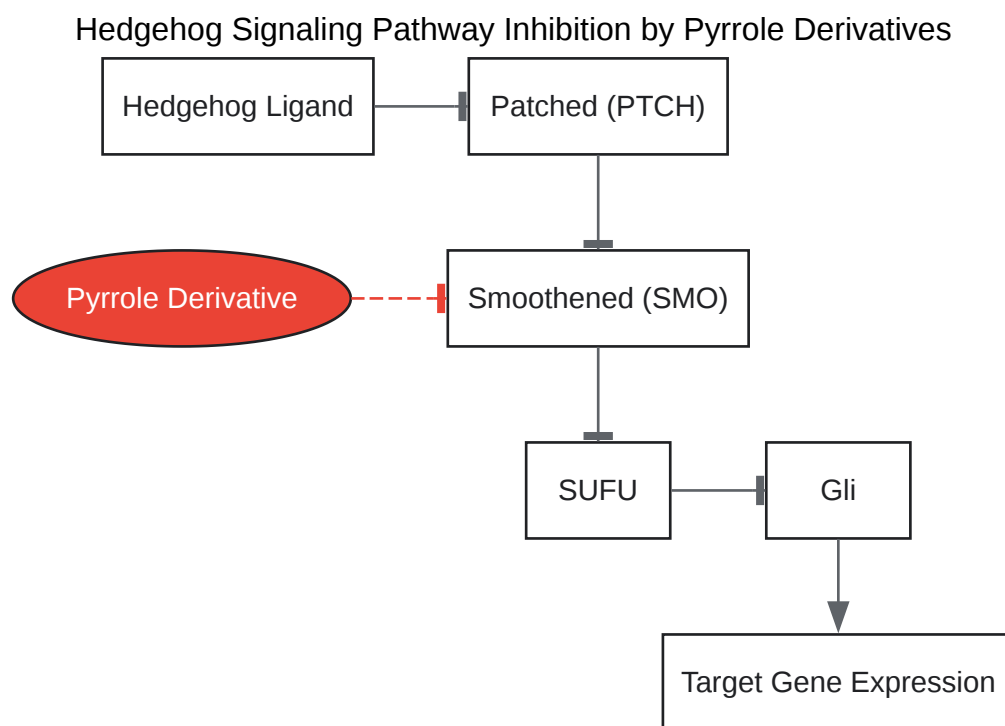 Hedgehog Signaling Pathway Inhibition by Pyrrole Derivatives
Hedgehog Ligand
Patched (PTCH)
Pyrrole Derivative
Smoothened (SMO)
SUFU
Gli
Target Gene Expression